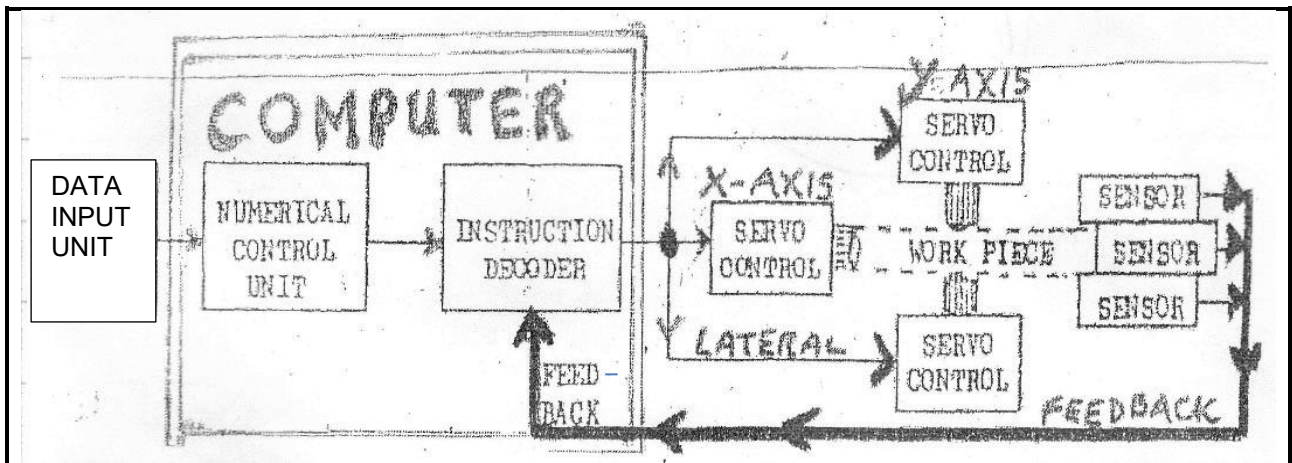 COMPUTER
DATA
INPUT
UNIT
NUMERICAL
CONTROL
UNIT
INSTRUCTION
DECODER
FEED -
BACK
Y-AXIS
SERVO
CONTROL
X-AXIS
SERVO
CONTROL
WORK PIECE
LATERAL
SERVO
CONTROL
SENSOR
SENSOR
SENSOR
FEEDBACK